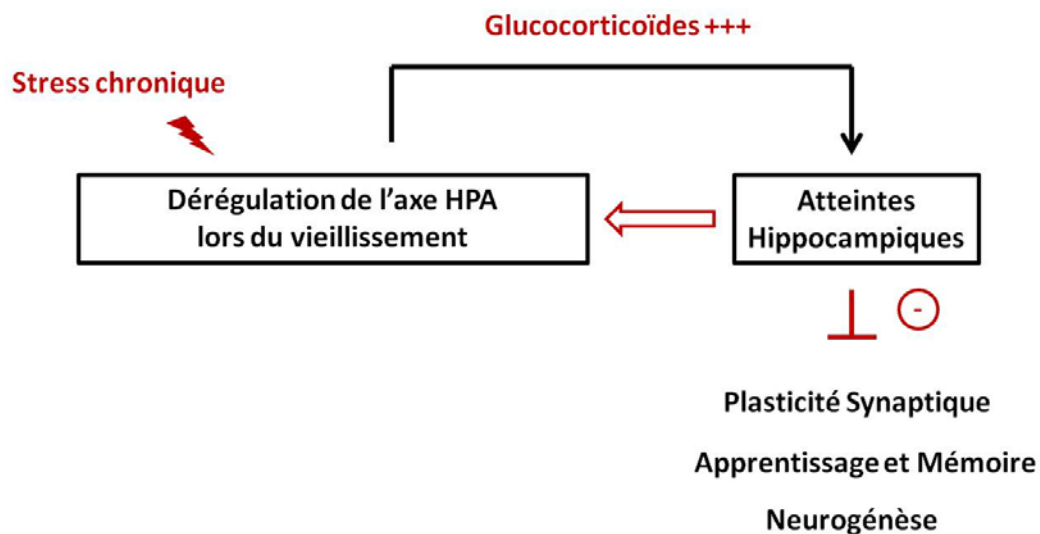 Glucocorticoïdes +++
Stress chronique
Dérégulation de l'axe HPA
lors du vieillissement
Atteintes
Hippocampiques
-
Plasticité Synaptique
Apprentissage et Mémoire
Neurogénèse